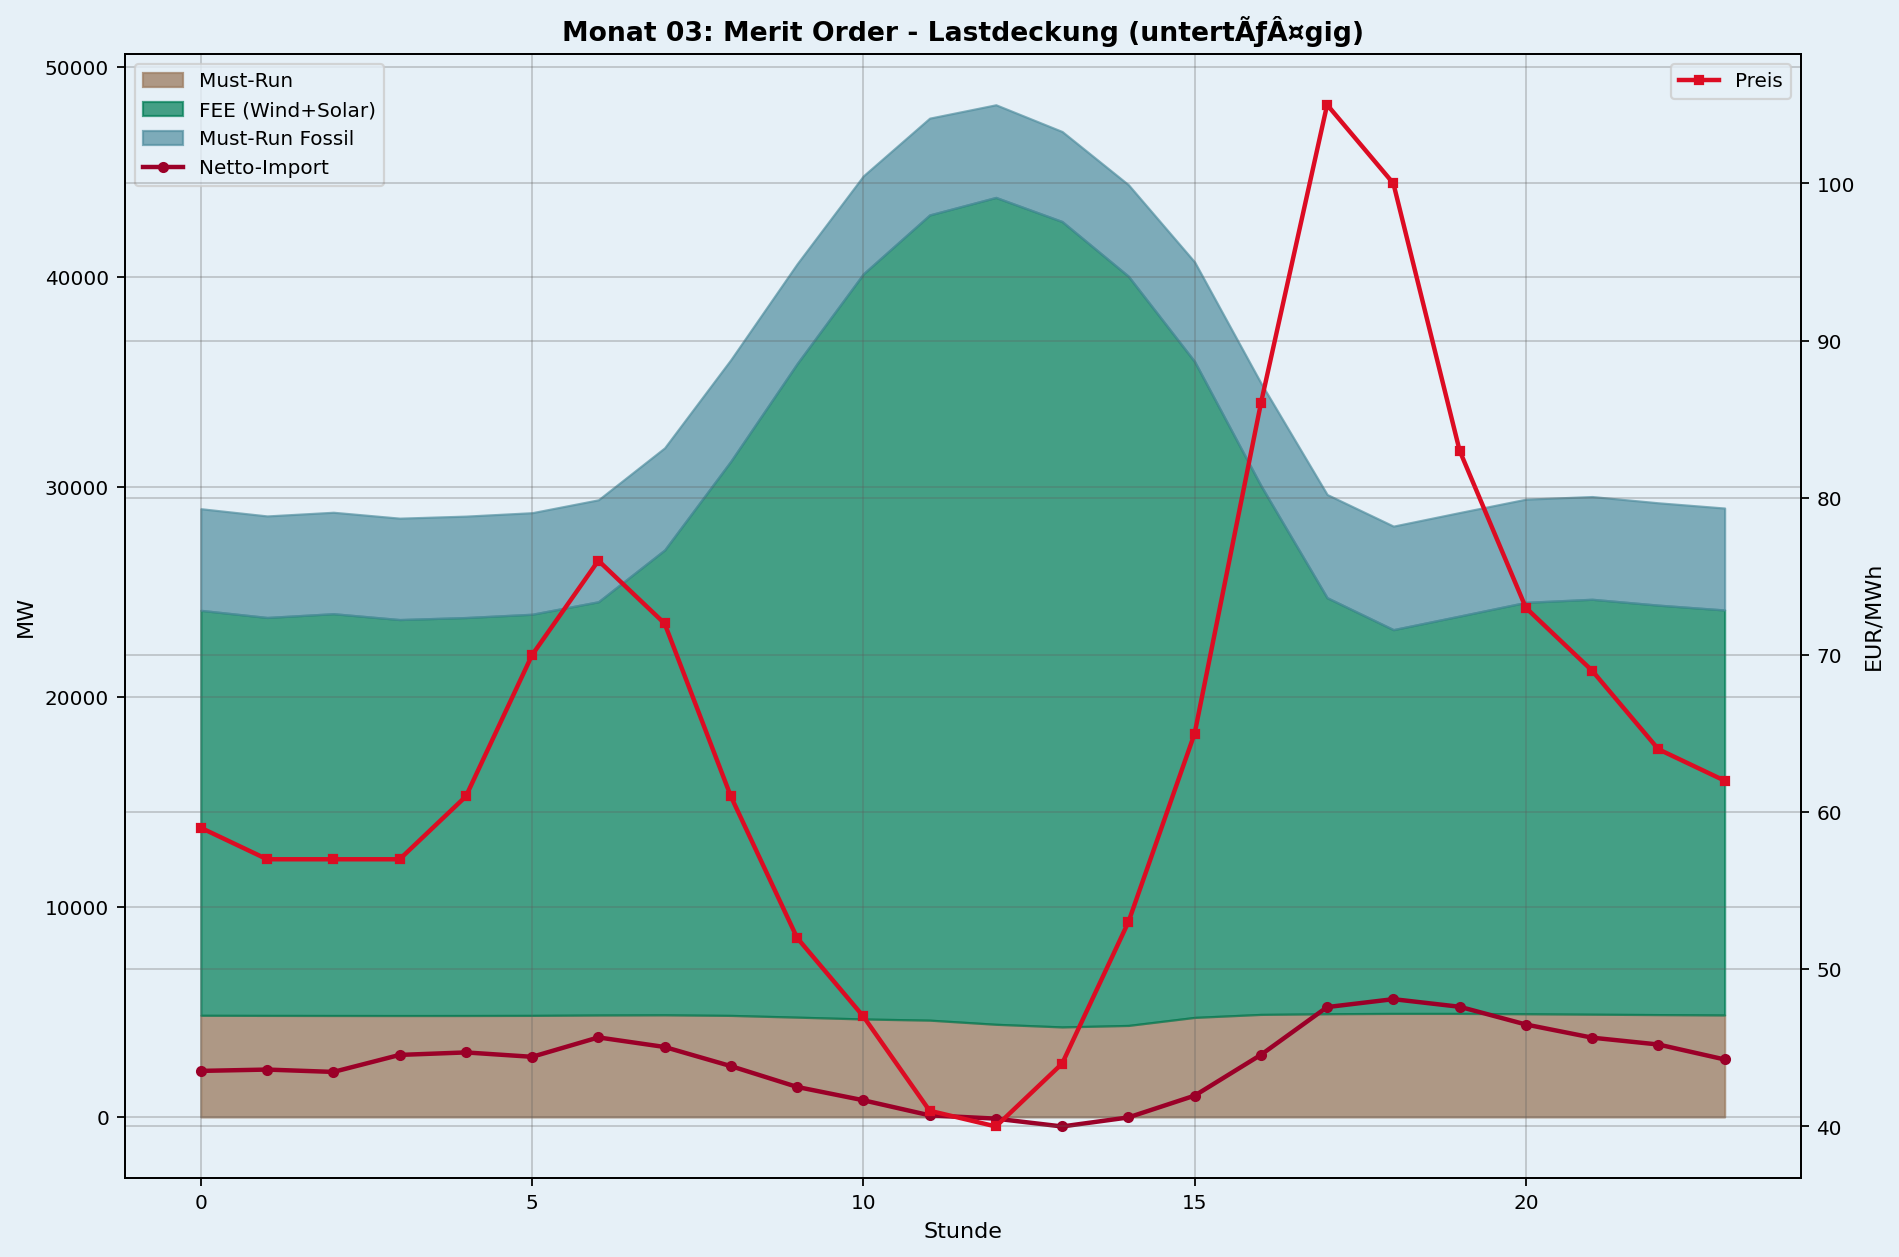 Monat 03: Merit Order - Lastdeckung (untertÃƒÂ¤gig)
Must-Run
FEE (Wind+Solar)
Must-Run Fossil
Netto-Import
Preis
50000
40000
30000
20000
10000
0
MW
100
90
80
70
60
50
40
EUR/MWh
0
5
10
15
20
Stunde